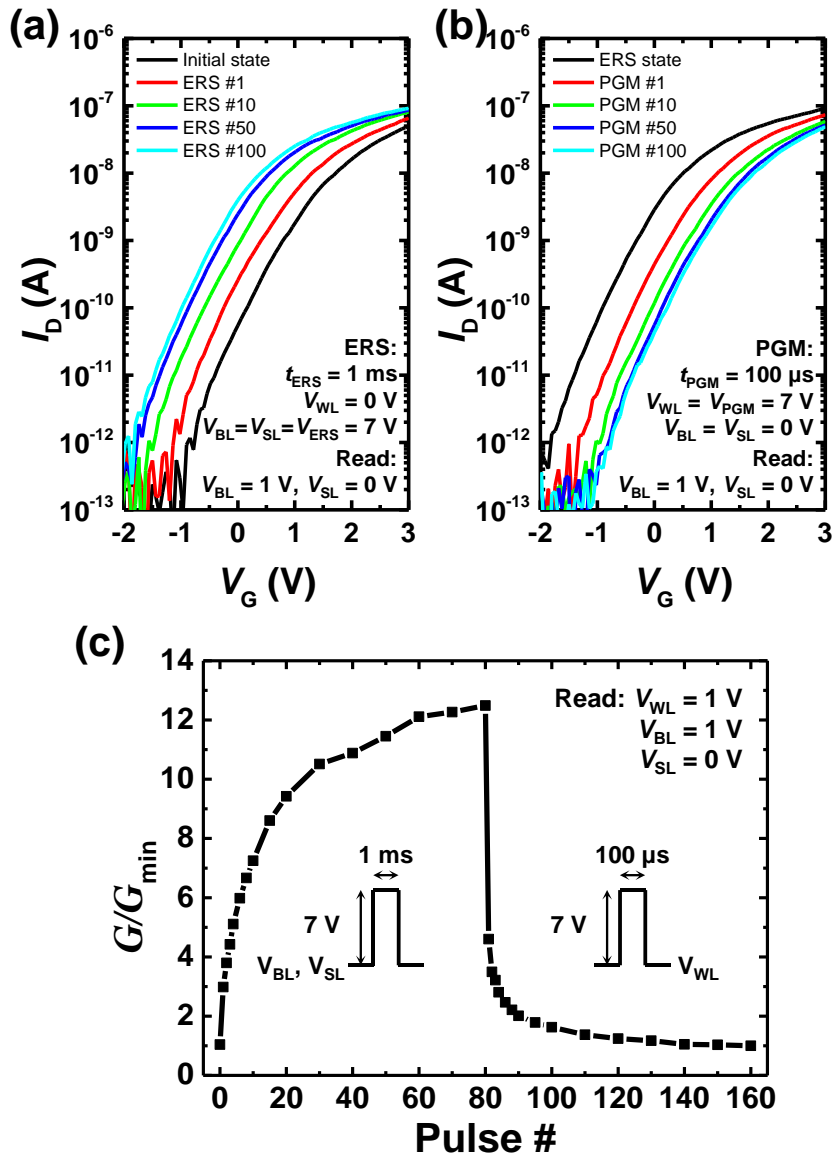 (a)
10⁻⁶
10⁻⁷
10⁻⁸
10⁻⁹
10⁻¹⁰
10⁻¹¹
10⁻¹²
10⁻¹³
I_D (A)
Initial state
ERS #1
ERS #10
ERS #50
ERS #100
ERS:
t_ERS = 1 ms
V_WL = 0 V
V_BL=V_SL=V_ERS = 7 V
Read:
V_BL = 1 V, V_SL = 0 V
-2 -1 0 1 2 3
V_G (V)
(b)
10⁻⁶
10⁻⁷
10⁻⁸
10⁻⁹
10⁻¹⁰
10⁻¹¹
10⁻¹²
10⁻¹³
I_D (A)
ERS state
PGM #1
PGM #10
PGM #50
PGM #100
PGM:
t_PGM = 100 µs
V_WL = V_PGM = 7 V
V_BL = V_SL = 0 V
Read:
V_BL = 1 V, V_SL = 0 V
-2 -1 0 1 2 3
V_G (V)
(c)
14
12
10
8
6
4
2
0
G/G_min
Read: V_WL = 1 V
V_BL = 1 V
V_SL = 0 V
1 ms
7 V
V_BL, V_SL
100 µs
7 V
V_WL
0 20 40 60 80 100 120 140 160
Pulse #